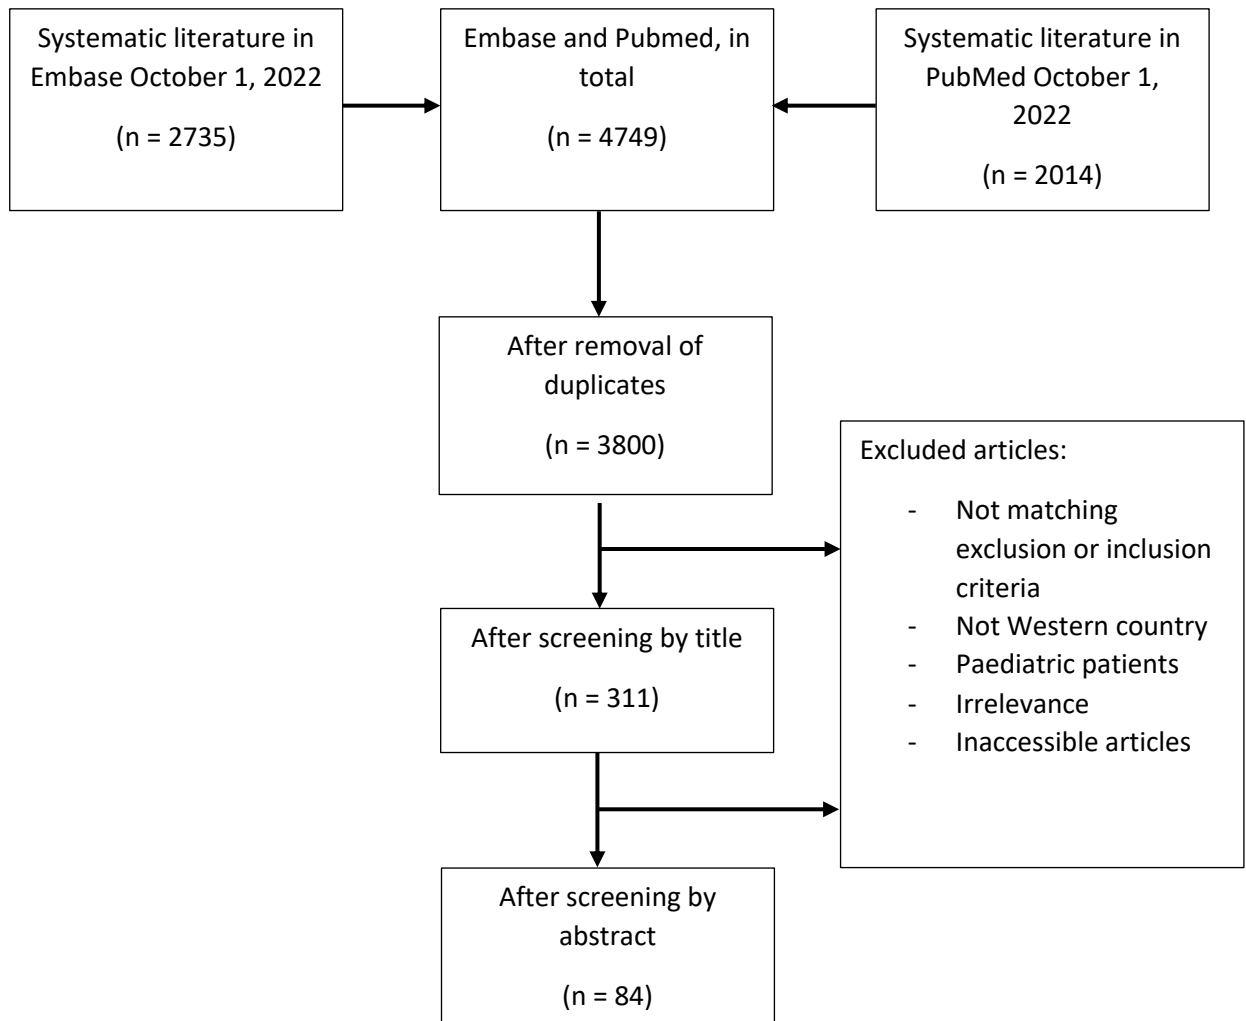 Systematic literature in
Embase October 1, 2022
(n = 2735)
Embase and Pubmed, in
total
(n = 4749)
Systematic literature in
PubMed October 1,
2022
(n = 2014)
After removal of
duplicates
(n = 3800)
Excluded articles:
- Not matching
exclusion or inclusion
criteria
- Not Western country
- Paediatric patients
- Irrelevance
- Inaccessible articles
After screening by title
(n = 311)
After screening by
abstract
(n = 84)